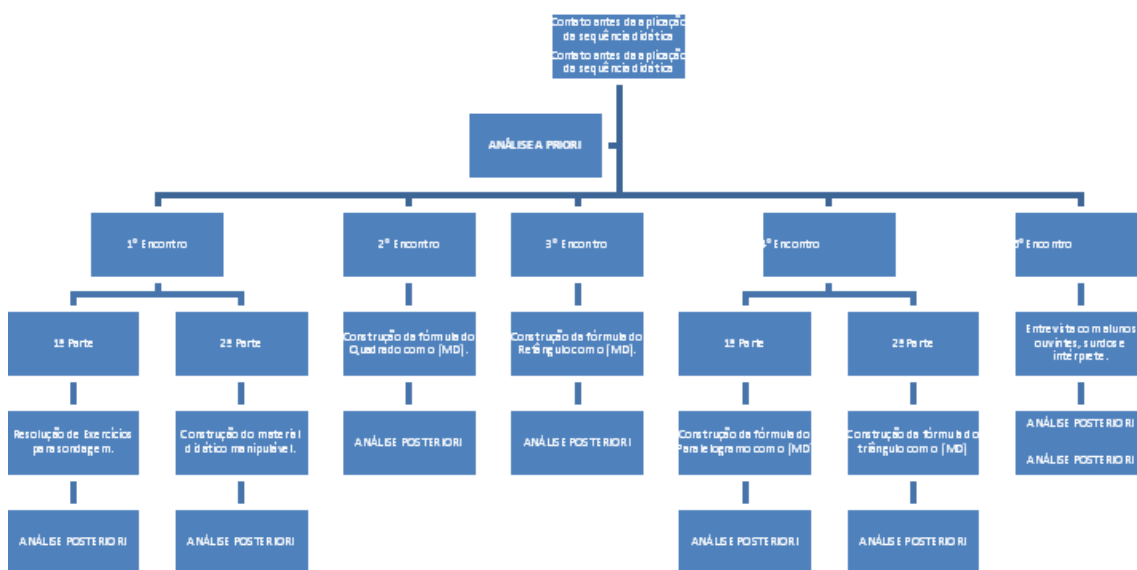 Contato antes da aplicação
da sequência didática
Contato antes da aplicação
da sequência didática
ANÁLISE A PRIORI
1º Encontro
2º Encontro
3º Encontro
4º Encontro
5º Encontro
1ª Parte
2ª Parte
Construção da fórmula do
Quadrado com o (MD).
Construção da fórmula do
Retângulo com o (MD).
1ª Parte
2ª Parte
Entrevista com alunos
ouvintes, surdos e
intérprete.
Resolução de Exercícios
para sondagem.
Construção do material
didático manipulável.
ANÁLISE POSTERIORI
ANÁLISE POSTERIORI
Construção da fórmula do
Paralelogramo com o (MD)
Construção da fórmula do
triângulo com o (MD)
ANÁLISE POSTERIORI
ANÁLISE POSTERIORI
ANÁLISE POSTERIORI
ANÁLISE POSTERIORI
ANÁLISE POSTERIORI
ANÁLISE POSTERIORI